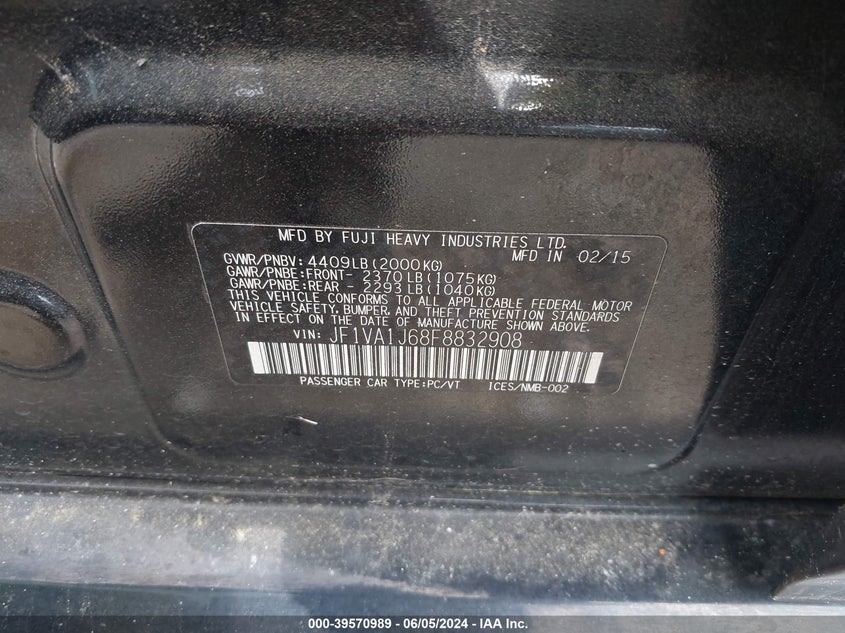 MFD BY FUJI HEAVY INDUSTRIES LTD.
MFD IN 02/15
GVWR/PNBV: 4409LB(2000KG)
GAWR/PNBE:FRONT- 2370LB(1075KG)
GAWR/PNBE:REAR - 2293LB(1040KG)
THIS VEHICLE CONFORMS TO ALL APPLICABLE FEDERAL MOTOR
VEHICLE SAFETY, BUMPER, AND THEFT PREVENTION STANDARDS
IN EFFECT ON THE DATE OF MANUFACTURE SHOWN ABOVE.
VIN: JF1VA1J68F8832908
PASSENGER CAR TYPE:PC/VT ICES/NMB-002
000-39570989 - 06/05/2024 - IAA Inc.